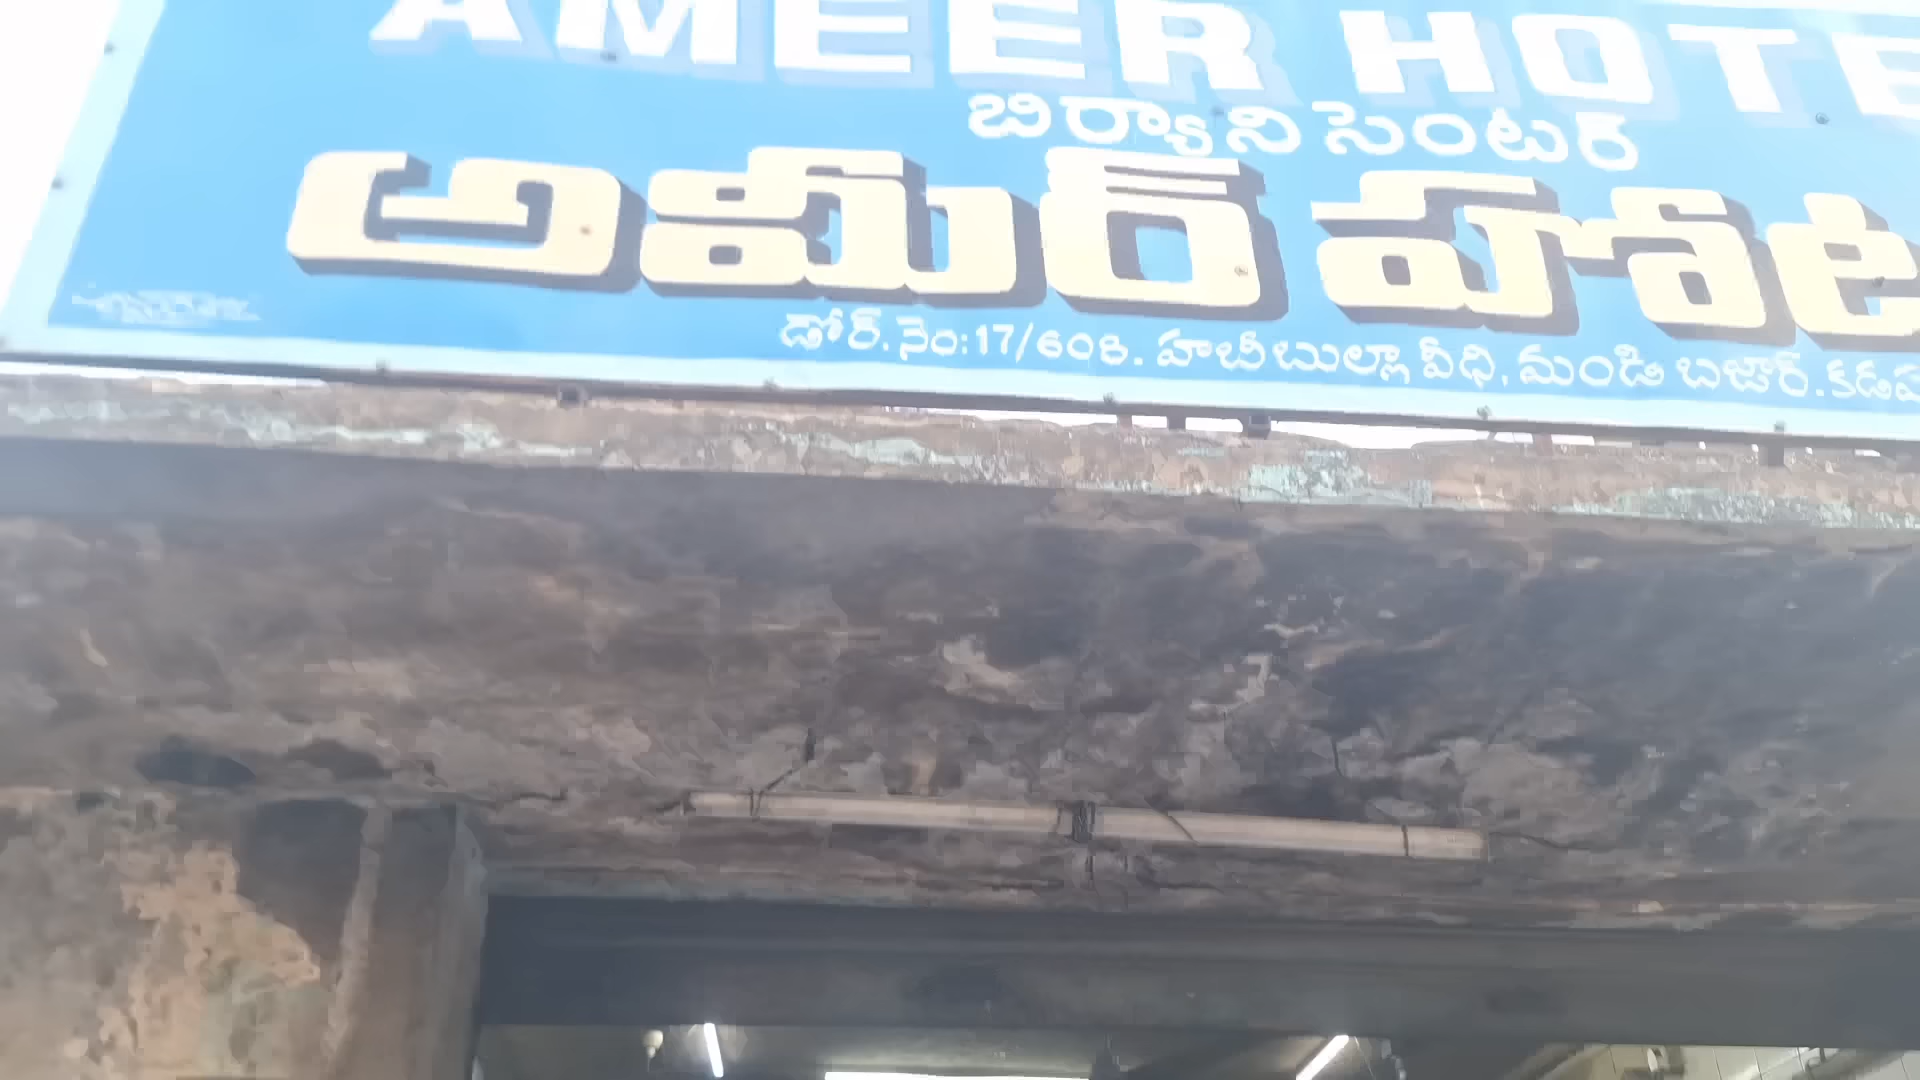 AMEER HOTE
బిర్యాని సెంటర్
అమీర్ హోట
డోర్.నెం:17/608. హబీబుల్లా వీధి, మండి బజార్.కడప